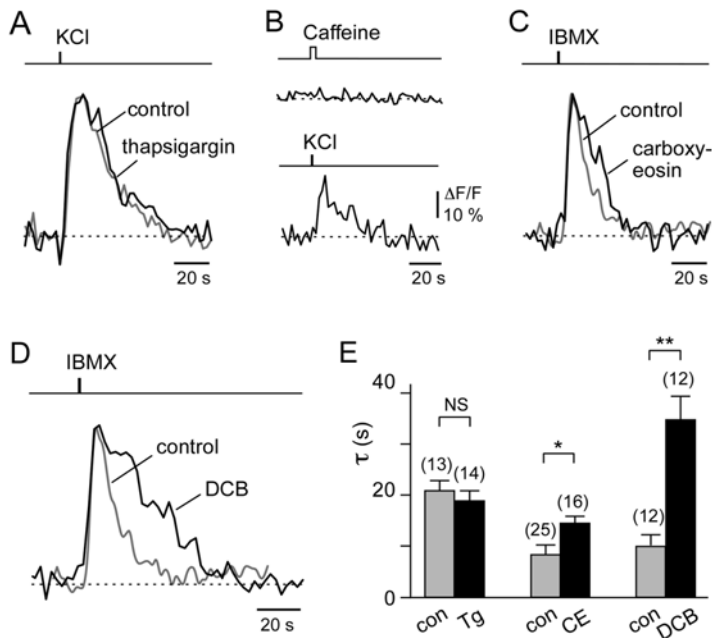 A
KCl
control
thapsigargin
20 s
B
Caffeine
KCl
ΔF/F
10 %
20 s
C
IBMX
control
carboxy-
eosin
20 s
D
IBMX
control
DCB
20 s
E
τ (s)
40
20
0
NS
(13)
(14)
*
(25)
(16)
**
(12)
(12)
con
Tg
con
CE
con
DCB